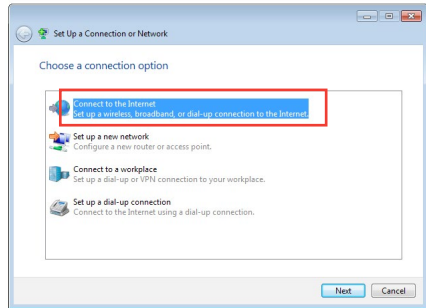 Set Up a Connection or Network
Choose a connection option
Connect to the Internet
Set up a wireless, broadband, or dial-up connection to the Internet.
Set up a new network
Configure a new router or access point.
Connect to a workplace
Set up a dial-up or VPN connection to your workplace.
Set up a dial-up connection
Connect to the Internet using a dial-up connection.
Next Cancel